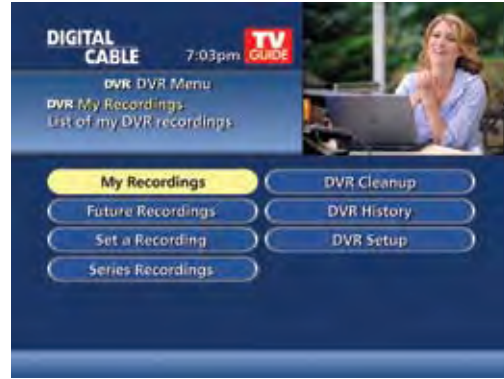 DIGITAL
CABLE
7:03pm
TV
GUIDE
DVR DVR Menu
DVR My Recordings
List of my DVR recordings
My Recordings
DVR Cleanup
Future Recordings
DVR History
Set a Recording
DVR Setup
Series Recordings